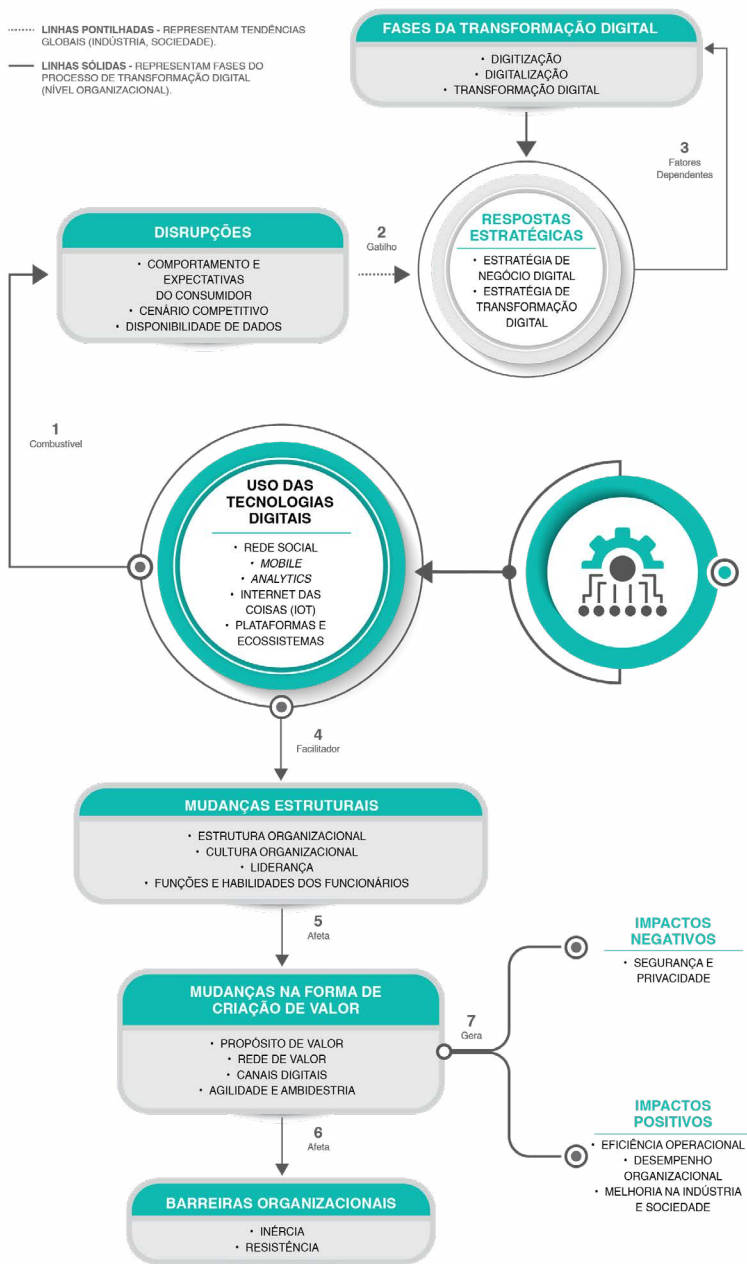 LINHAS PONTILHADAS - REPRESENTAM TENDÊNCIAS
GLOBAIS (INDÚSTRIA, SOCIEDADE).
LINHAS SÓLIDAS - REPRESENTAM FASES DO
PROCESSO DE TRANSFORMAÇÃO DIGITAL
(NÍVEL ORGANIZACIONAL).
FASES DA TRANSFORMAÇÃO DIGITAL
• DIGITIZAÇÃO
• DIGITALIZAÇÃO
• TRANSFORMAÇÃO DIGITAL
3
Fatores
Dependentes
RESPOSTAS
ESTRATÉGICAS
• ESTRATÉGIA DE
NEGÓCIO DIGITAL
• ESTRATÉGIA DE
TRANSFORMAÇÃO
DIGITAL
2
Gatilho
DISRUPÇÕES
• COMPORTAMENTO E
EXPECTATIVAS
DO CONSUMIDOR
• CENÁRIO COMPETITIVO
• DISPONIBILIDADE DE DADOS
1
Combustível
USO DAS
TECNOLOGIAS
DIGITAIS
• REDE SOCIAL
• MOBILE
• ANALYTICS
• INTERNET DAS
COISAS (IOT)
• PLATAFORMAS E
ECOSSISTEMAS
4
Facilitador
MUDANÇAS ESTRUTURAIS
• ESTRUTURA ORGANIZACIONAL
• CULTURA ORGANIZACIONAL
• LIDERANÇA
• FUNÇÕES E HABILIDADES DOS FUNCIONÁRIOS
5
Afeta
MUDANÇAS NA FORMA DE
CRIAÇÃO DE VALOR
• PROPÓSITO DE VALOR
• REDE DE VALOR
• CANAIS DIGITAIS
• AGILIDADE E AMBIDESTRIA
7
Gera
IMPACTOS
NEGATIVOS
• SEGURANÇA E
PRIVACIDADE
IMPACTOS
POSITIVOS
• EFICIÊNCIA OPERACIONAL
• DESEMPENHO
ORGANIZACIONAL
• MELHORIA NA INDÚSTRIA
E SOCIEDADE
6
Afeta
BARREIRAS ORGANIZACIONAIS
• INÉRCIA
• RESISTÊNCIA